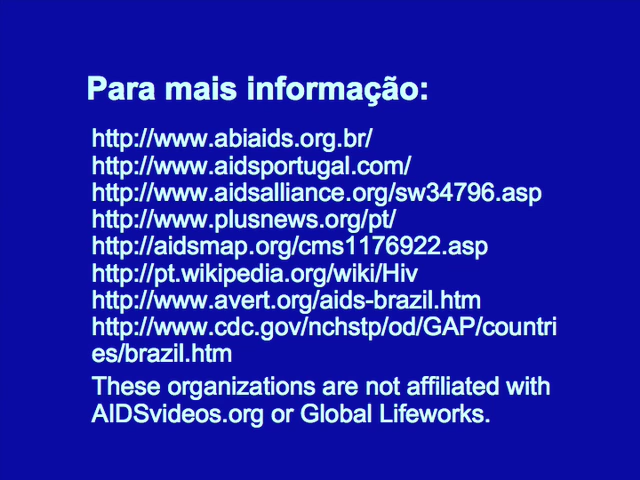 Para mais informação:
http://www.abiaids.org.br/
http://www.aidsportugal.com/
http://www.aidsalliance.org/sw34796.asp
http://www.plusnews.org/pt/
http://aidsmap.org/cms1176922.asp
http://pt.wikipedia.org/wiki/Hiv
http://www.avert.org/aids-brazil.htm
http://www.cdc.gov/nchstp/od/GAP/countri
es/brazil.htm
These organizations are not affiliated with
AIDSvideos.org or Global Lifeworks.